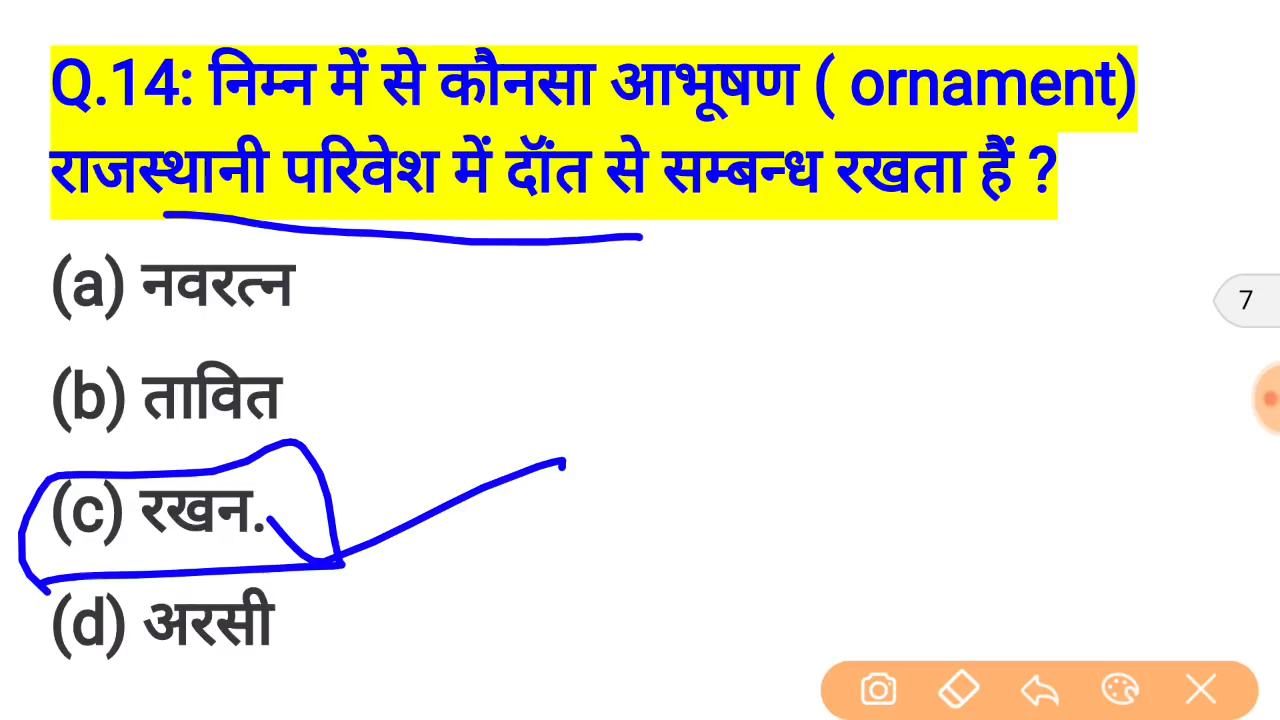 Q.14: निम्न में से कौनसा आभूषण ( ornament)
राजस्थानी परिवेश में दॉंत से सम्बन्ध रखता हैं ?
(a) नवरत्न
(b) तावित
(c) रखन.
(d) अरसी
7